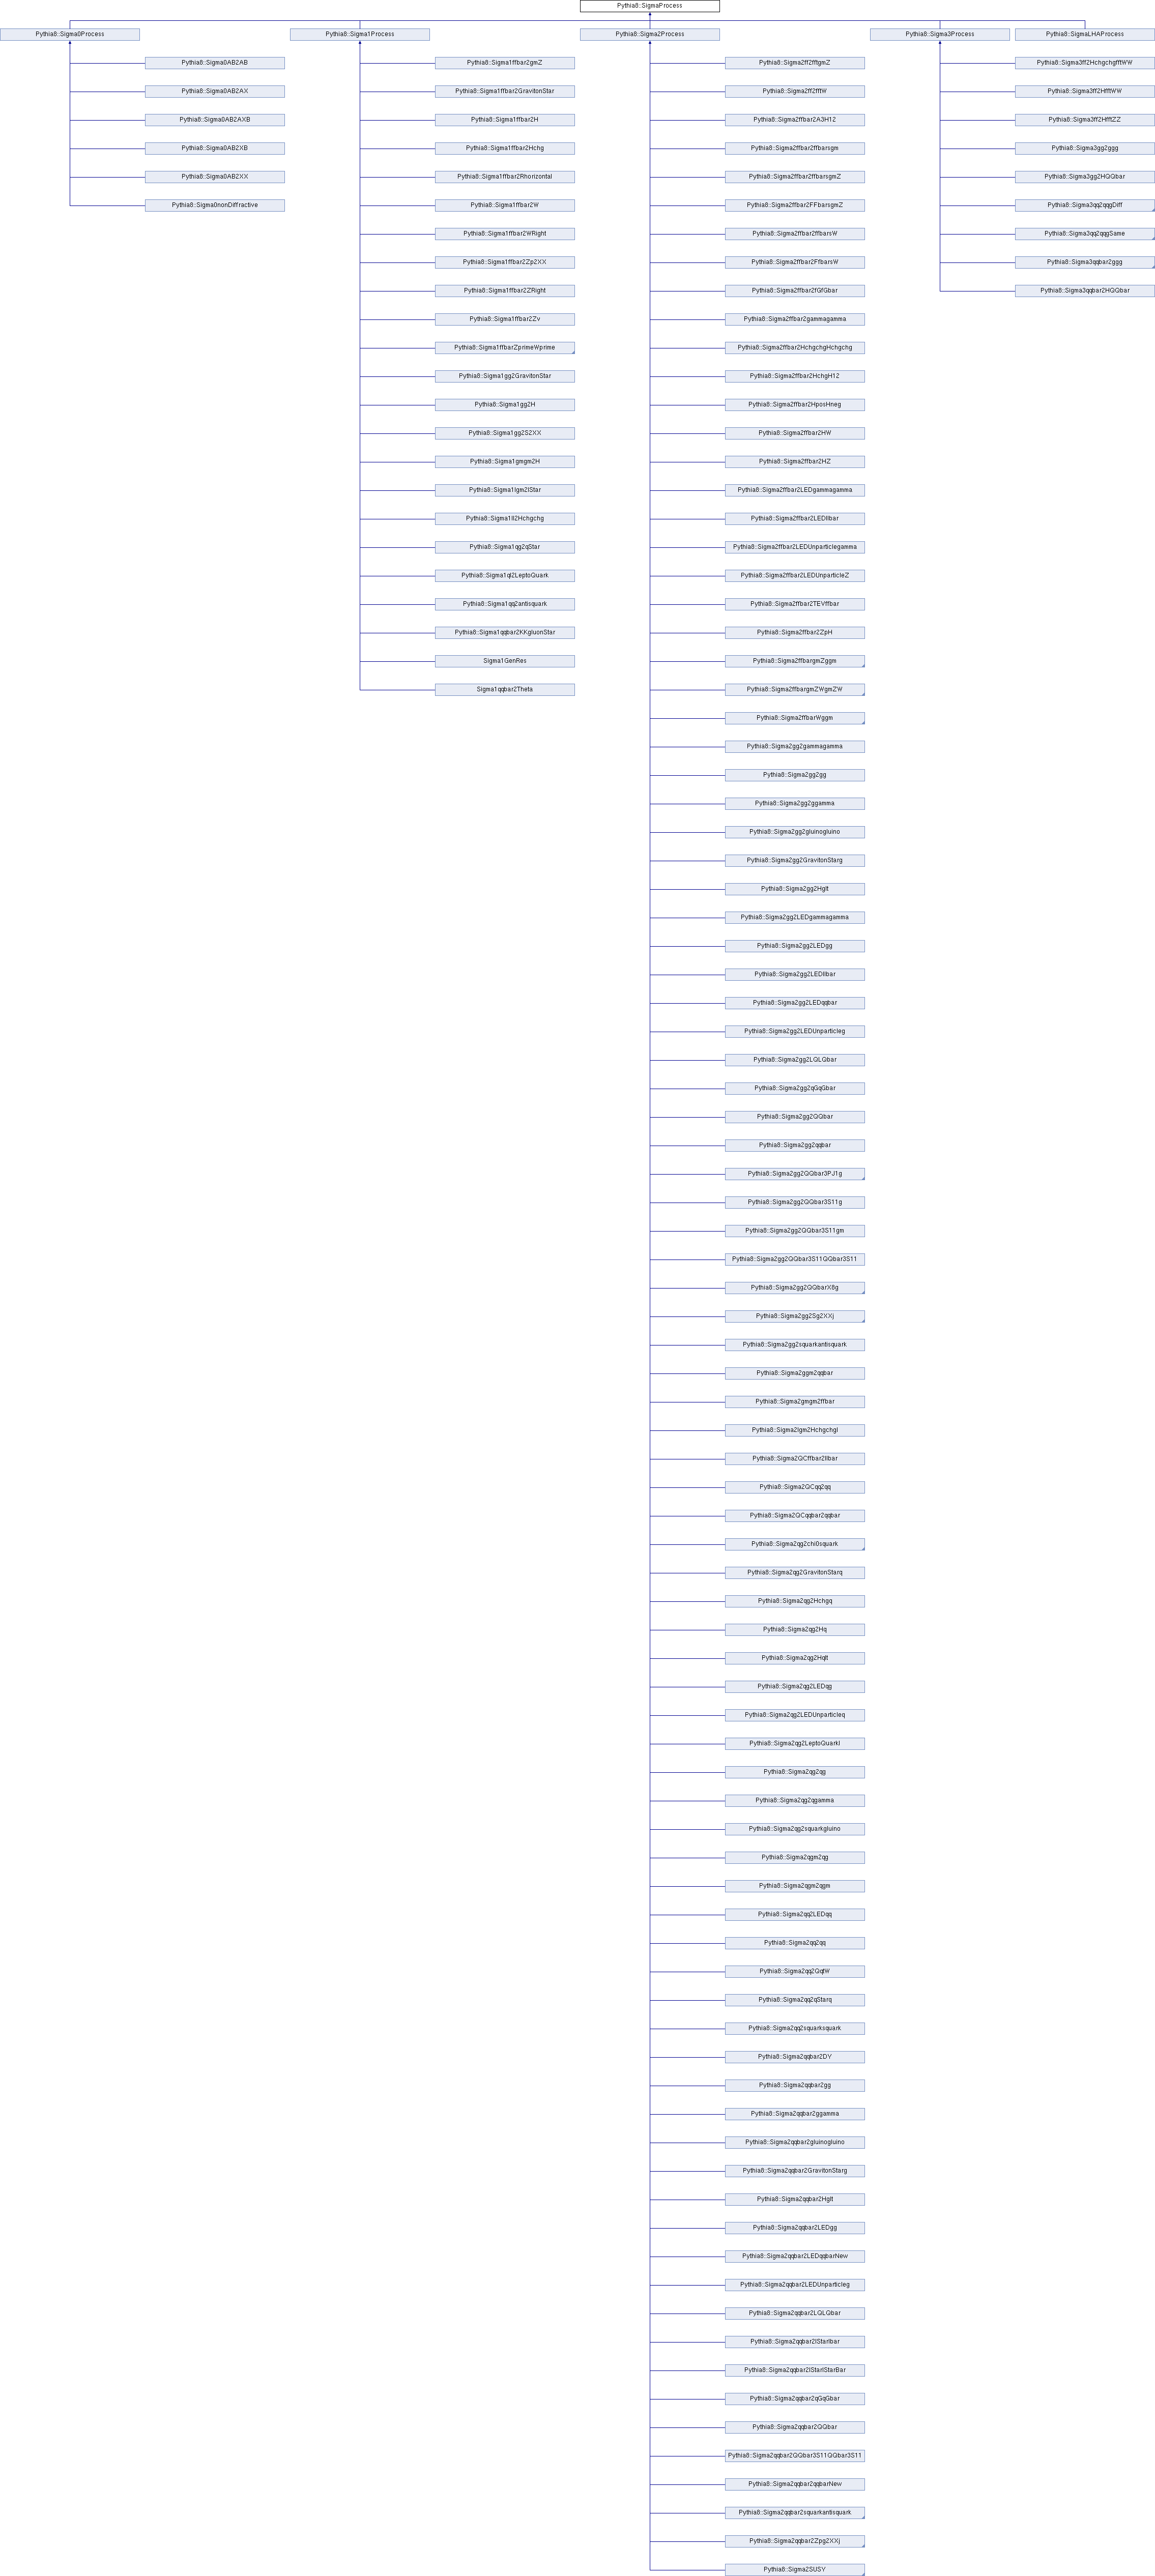 Pythia8::SigmaProcess
Pythia8::Sigma0Process
Pythia8::Sigma1Process
Pythia8::Sigma2Process
Pythia8::Sigma3Process
Pythia8::SigmaLHAProcess
Pythia8::Sigma0AB2AB
Pythia8::Sigma0AB2AX
Pythia8::Sigma0AB2AXB
Pythia8::Sigma0AB2XB
Pythia8::Sigma0AB2XX
Pythia8::Sigma0nonDiffractive
Pythia8::Sigma1ffbar2gmZ
Pythia8::Sigma1ffbar2GravitonStar
Pythia8::Sigma1ffbar2H
Pythia8::Sigma1ffbar2Hchg
Pythia8::Sigma1ffbar2Rhorizontal
Pythia8::Sigma1ffbar2W
Pythia8::Sigma1ffbar2WRight
Pythia8::Sigma1ffbar2Zp2XX
Pythia8::Sigma1ffbar2ZRight
Pythia8::Sigma1ffbar2Zv
Pythia8::Sigma1ffbarZprimeWprime
Pythia8::Sigma1gg2GravitonStar
Pythia8::Sigma1gg2H
Pythia8::Sigma1gg2S2XX
Pythia8::Sigma1gmgm2H
Pythia8::Sigma1lgm2lStar
Pythia8::Sigma1ll2Hchgchg
Pythia8::Sigma1qg2qStar
Pythia8::Sigma1ql2LeptoQuark
Pythia8::Sigma1qq2antisquark
Pythia8::Sigma1qqbar2KKgluonStar
Sigma1GenRes
Sigma1qqbar2Theta
Pythia8::Sigma2ff2fftgmZ
Pythia8::Sigma2ff2fftW
Pythia8::Sigma2ffbar2A3H12
Pythia8::Sigma2ffbar2ffbarsgm
Pythia8::Sigma2ffbar2ffbarsgmZ
Pythia8::Sigma2ffbar2FFbarsgmZ
Pythia8::Sigma2ffbar2ffbarsW
Pythia8::Sigma2ffbar2FfbarsW
Pythia8::Sigma2ffbar2fGfGbar
Pythia8::Sigma2ffbar2gammagamma
Pythia8::Sigma2ffbar2HchgchgHchgchg
Pythia8::Sigma2ffbar2HchgH12
Pythia8::Sigma2ffbar2HposHneg
Pythia8::Sigma2ffbar2HW
Pythia8::Sigma2ffbar2HZ
Pythia8::Sigma2ffbar2LEDgammagamma
Pythia8::Sigma2ffbar2LEDllbar
Pythia8::Sigma2ffbar2LEDUnparticlegamma
Pythia8::Sigma2ffbar2LEDUnparticleZ
Pythia8::Sigma2ffbar2TEVffbar
Pythia8::Sigma2ffbar2ZpH
Pythia8::Sigma2ffbargmZggm
Pythia8::Sigma2ffbargmZWgmZW
Pythia8::Sigma2ffbarWggm
Pythia8::Sigma2gg2gammagamma
Pythia8::Sigma2gg2gg
Pythia8::Sigma2gg2ggamma
Pythia8::Sigma2gg2gluinogluino
Pythia8::Sigma2gg2GravitonStarg
Pythia8::Sigma2gg2Hglt
Pythia8::Sigma2gg2LEDgammagamma
Pythia8::Sigma2gg2LEDgg
Pythia8::Sigma2gg2LEDllbar
Pythia8::Sigma2gg2LEDqqbar
Pythia8::Sigma2gg2LEDUnparticleg
Pythia8::Sigma2gg2LQLQbar
Pythia8::Sigma2gg2qGqGbar
Pythia8::Sigma2gg2QQbar
Pythia8::Sigma2gg2qqbar
Pythia8::Sigma2gg2QQbar3PJ1g
Pythia8::Sigma2gg2QQbar3S11g
Pythia8::Sigma2gg2QQbar3S11gm
Pythia8::Sigma2gg2QQbar3S11QQbar3S11
Pythia8::Sigma2gg2QQbarX8g
Pythia8::Sigma2gg2Sg2XXj
Pythia8::Sigma2gg2squarkantisquark
Pythia8::Sigma2ggm2qqbar
Pythia8::Sigma2gmgm2ffbar
Pythia8::Sigma2lgm2Hchgchgl
Pythia8::Sigma2QCffbar2llbar
Pythia8::Sigma2QCqq2qq
Pythia8::Sigma2QCqqbar2qqbar
Pythia8::Sigma2qg2chi0squark
Pythia8::Sigma2qg2GravitonStarq
Pythia8::Sigma2qg2Hchgq
Pythia8::Sigma2qg2Hq
Pythia8::Sigma2qg2Hqlt
Pythia8::Sigma2qg2LEDqg
Pythia8::Sigma2qg2LEDUnparticleq
Pythia8::Sigma2qg2LeptoQuarkl
Pythia8::Sigma2qg2qg
Pythia8::Sigma2qg2qgamma
Pythia8::Sigma2qg2squarkgluino
Pythia8::Sigma2qgm2qg
Pythia8::Sigma2qgm2qgm
Pythia8::Sigma2qq2LEDqq
Pythia8::Sigma2qq2qq
Pythia8::Sigma2qq2QqtW
Pythia8::Sigma2qq2qStarq
Pythia8::Sigma2qq2squarksquark
Pythia8::Sigma2qqbar2DY
Pythia8::Sigma2qqbar2gg
Pythia8::Sigma2qqbar2ggamma
Pythia8::Sigma2qqbar2gluinogluino
Pythia8::Sigma2qqbar2GravitonStarg
Pythia8::Sigma2qqbar2Hglt
Pythia8::Sigma2qqbar2LEDgg
Pythia8::Sigma2qqbar2LEDqqbarNew
Pythia8::Sigma2qqbar2LEDUnparticleg
Pythia8::Sigma2qqbar2LQLQbar
Pythia8::Sigma2qqbar2lStarlbar
Pythia8::Sigma2qqbar2lStarlStarBar
Pythia8::Sigma2qqbar2qGqGbar
Pythia8::Sigma2qqbar2QQbar
Pythia8::Sigma2qqbar2QQbar3S11QQbar3S11
Pythia8::Sigma2qqbar2qqbarNew
Pythia8::Sigma2qqbar2squarkantisquark
Pythia8::Sigma2qqbar2Zpg2XXj
Pythia8::Sigma2SUSY
Pythia8::Sigma3ff2HchgchgfftWW
Pythia8::Sigma3ff2HfftWW
Pythia8::Sigma3ff2HfftZZ
Pythia8::Sigma3gg2ggg
Pythia8::Sigma3gg2HQQbar
Pythia8::Sigma3qq2qqgDiff
Pythia8::Sigma3qq2qqgSame
Pythia8::Sigma3qqbar2ggg
Pythia8::Sigma3qqbar2HQQbar